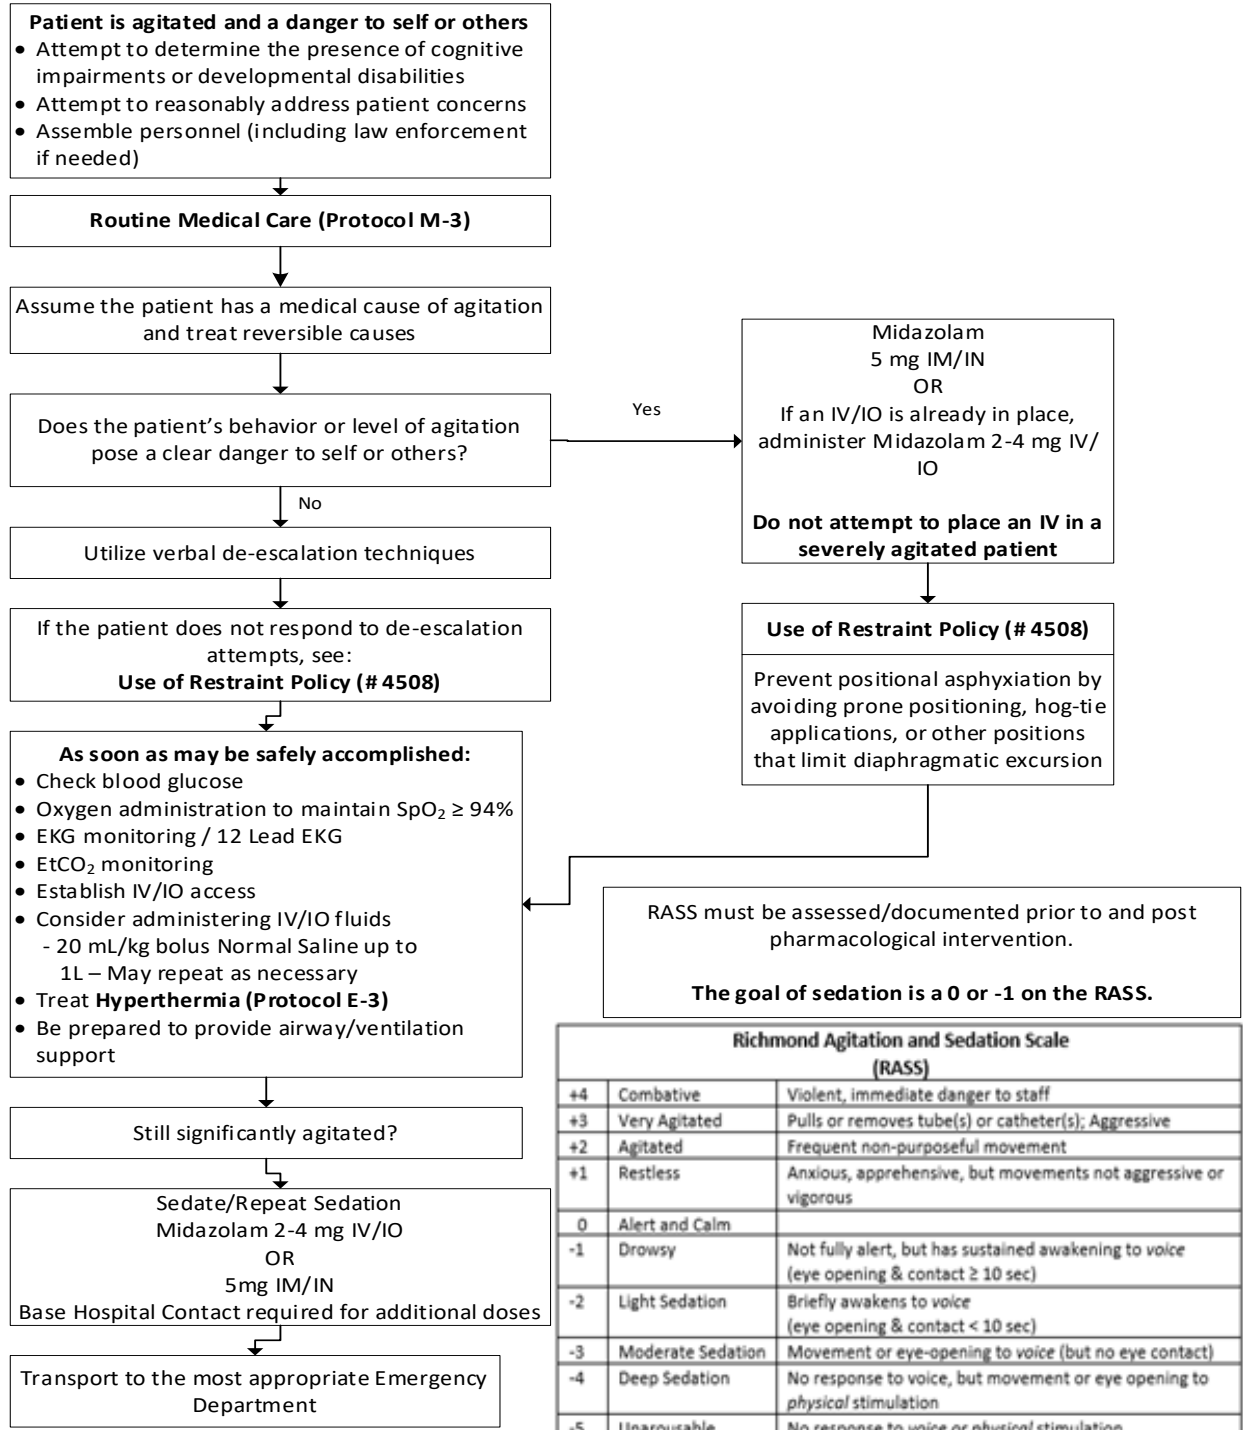 Patient is agitated and a danger to self or others
• Attempt to determine the presence of cognitive
impairments or developmental disabilities
• Attempt to reasonably address patient concerns
• Assemble personnel (including law enforcement
if needed)
Routine Medical Care (Protocol M-3)
Assume the patient has a medical cause of agitation
and treat reversible causes
Does the patient’s behavior or level of agitation
pose a clear danger to self or others?
Yes
No
Midazolam
5 mg IM/IN
OR
If an IV/IO is already in place,
administer Midazolam 2-4 mg IV/
IO
Do not attempt to place an IV in a
severely agitated patient
Utilize verbal de-escalation techniques
If the patient does not respond to de-escalation
attempts, see:
Use of Restraint Policy (# 4508)
Use of Restraint Policy (# 4508)
Prevent positional asphyxiation by
avoiding prone positioning, hog-tie
applications, or other positions
that limit diaphragmatic excursion
As soon as may be safely accomplished:
• Check blood glucose
• Oxygen administration to maintain SpO₂ ≥ 94%
• EKG monitoring / 12 Lead EKG
• EtCO₂ monitoring
• Establish IV/IO access
• Consider administering IV/IO fluids
- 20 mL/kg bolus Normal Saline up to
1L – May repeat as necessary
• Treat Hyperthermia (Protocol E-3)
• Be prepared to provide airway/ventilation
support
Still significantly agitated?
Sedate/Repeat Sedation
Midazolam 2-4 mg IV/IO
OR
5mg IM/IN
Base Hospital Contact required for additional doses
Transport to the most appropriate Emergency
Department
RASS must be assessed/documented prior to and post
pharmacological intervention.
The goal of sedation is a 0 or -1 on the RASS.
Richmond Agitation and Sedation Scale
(RASS)
+4 Combative Violent, immediate danger to staff
+3 Very Agitated Pulls or removes tube(s) or catheter(s); Aggressive
+2 Agitated Frequent non-purposeful movement
+1 Restless Anxious, apprehensive, but movements not aggressive or
vigorous
0 Alert and Calm
-1 Drowsy Not fully alert, but has sustained awakening to voice
(eye opening & contact ≥ 10 sec)
-2 Light Sedation Briefly awakens to voice
(eye opening & contact < 10 sec)
-3 Moderate Sedation Movement or eye-opening to voice (but no eye contact)
-4 Deep Sedation No response to voice, but movement or eye opening to
physical stimulation
-5 Unarousable No response to voice or physical stimulation